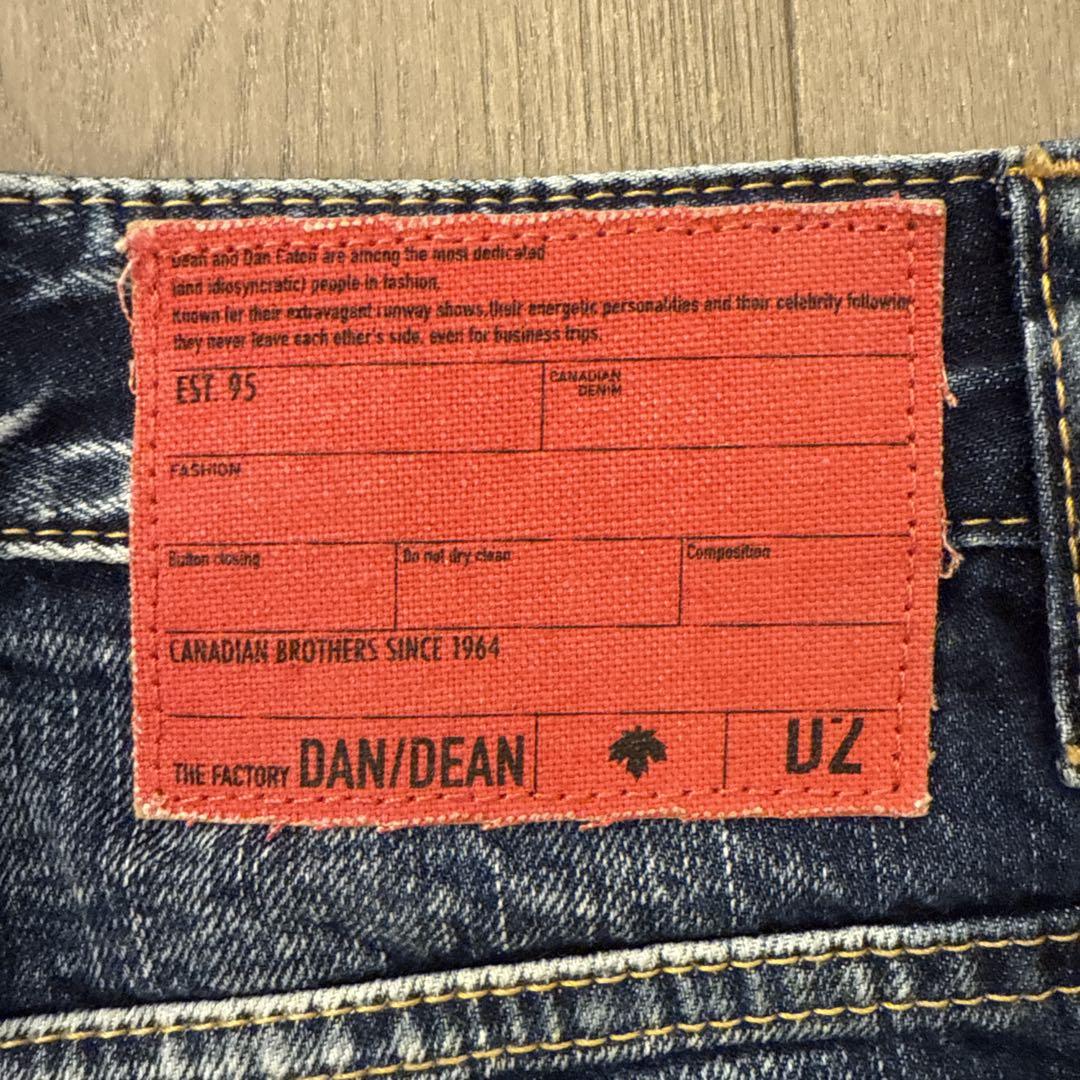 Dean and Dan Caten are among the most dedicated
(and idiosyncratic) people in fashion.
Known for their extravagant runway shows, their energetic personalities and their celebrity followin
they never leave each other's side, even for business trips.
EST. 95
CANADIAN
DENIM
FASHION
Button closing
Do not dry clean
Composition
CANADIAN BROTHERS SINCE 1964
THE FACTORY DAN/DEAN